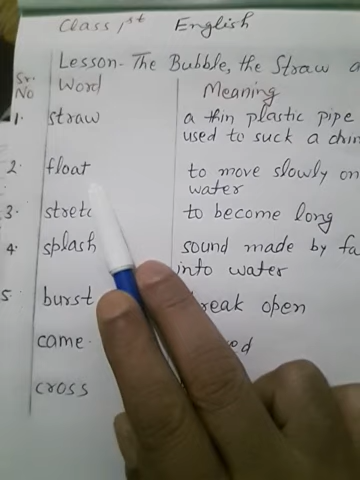 Class 1st English
Lesson- The Bubble, the Straw
Sr. No Word Meaning
1. straw a thin plastic pipe
used to suck a
2. float to move slowly on
water
3. to become long
4. splash sound made by
into water
5. burst break open
came
cross